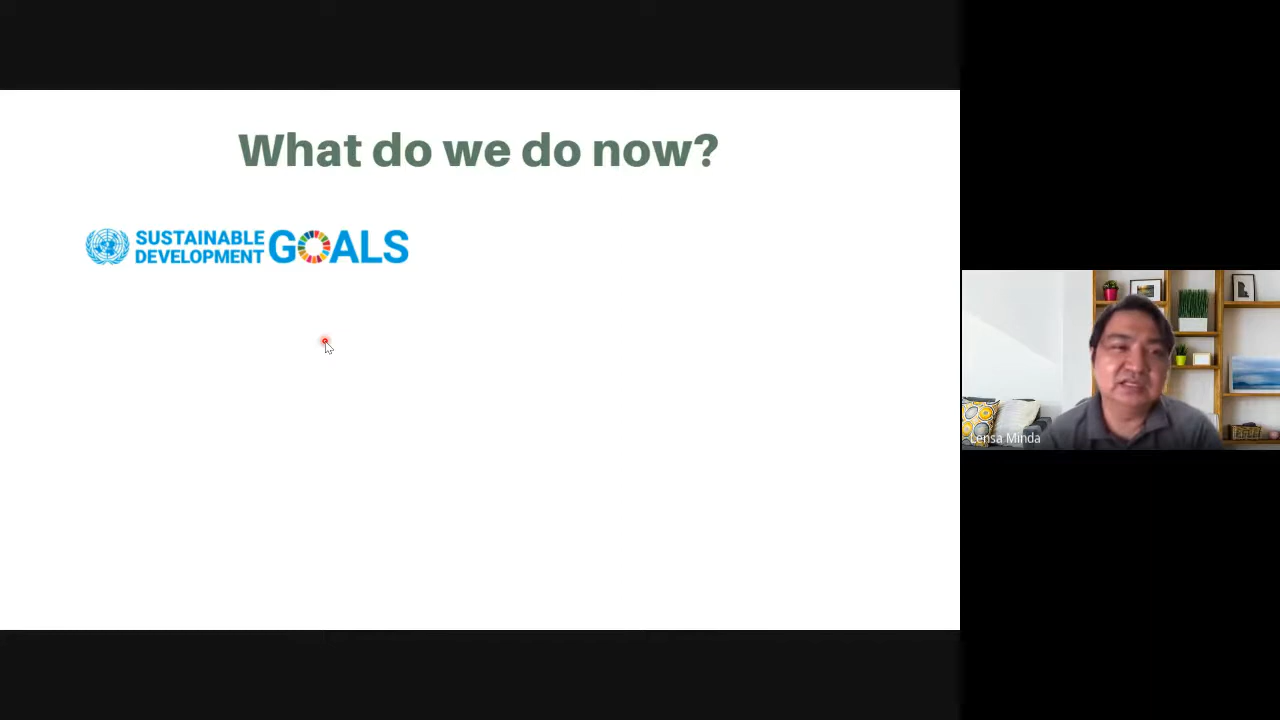 What do we do now?
SUSTAINABLE
DEVELOPMENT
GOALS
Lensa Minda